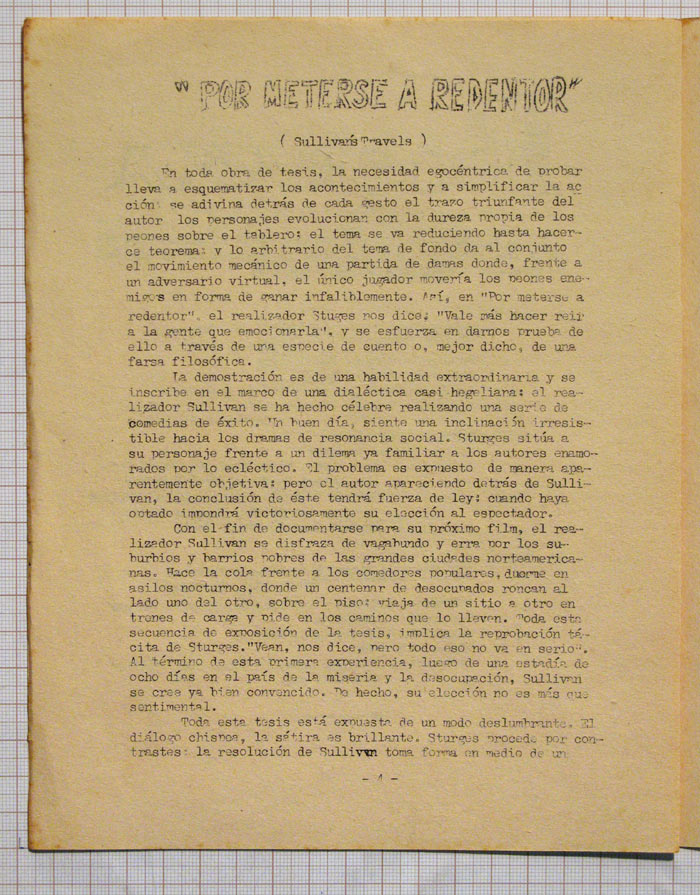 "POR METERSE A REDENTOR"
( Sullivan's Travels )
En toda obra de tesis, la necesidad egocéntrica de probar
lleva a esquematizar los acontecimientos y a simplificar la ac
ción: se adivina detrás de cada gesto el trazo triunfante del
autor los personajes evolucionan con la dureza propia de los
peones sobre el tablero: el tema se va reduciendo hasta hacer-
ce teorema: y lo arbitrario del tema de fondo da al conjunto
el movimiento mecánico de una partida de damas donde, frente a
un adversario virtual, el único jugador movería los peones ene-
migos en forma de ganar infaliblemente. Así, en "Por meterse a
redentor", el realizador Stuges nos dice: "Vale más hacer reir
a la gente que emocionarla", y se esfuerza en darnos prueba de
ello a través de una especie de cuento o, mejor dicho, de una
farsa filosófica.
La demostración es de una habilidad extraordinaria y se
inscribe en el marco de una dialéctica casi hegeliana: el rea-
lizador Sullivan se ha hecho célebre realizando una serie de
comedias de éxito. Un buen día, siente una inclinación irresis-
tible hacia los dramas de resonancia social. Sturges sitúa a
su personaje frente a un dilema ya familiar a los autores enamo-
rados por lo ecléctico. El problema es expuesto de manera apa-
rentemente objetiva: pero el autor apareciendo detrás de Sulli-
van, la conclusión de éste tendrá fuerza de ley: cuando haya
optado impondrá victoriosamente su elección al espectador.
Con el fin de documentarse para su próximo film, el rea-
lizador Sullivan se disfraza de vagabundo y erra por los su-
burbios y barrios pobres de las grandes ciudades norteamerica-
nas. Hace la cola frente a los comedores populares, duerme en
asilos nocturnos, donde un centenar de desocupados roncan al
lado uno del otro, sobre el piso: viaja de un sitio a otro en
trenes de carga y pide en los caminos que lo lleven. Toda esta
secuencia de exposición de la tesis, implica la reprobación tá-
cita de Sturges."Vean, nos dice, pero todo eso no va en serio".
Al término de esta primera experiencia, luego de una estadía de
ocho días en el país de la miseria y la desocupación, Sullivan
se cree ya bien convencido. De hecho, su elección no es más que
sentimental.
Toda esta tesis está expuesta de un modo deslumbrante. El
diálogo chispea, la sátira es brillante. Sturges procede por con-
trastes: la resolución de Sullivan toma forma en medio de un
- 4 -